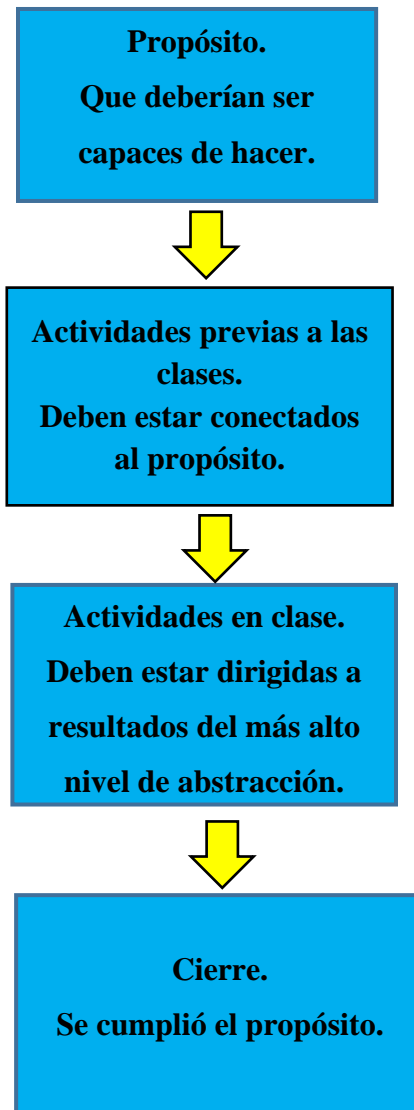 Propósito.
Que deberían ser
capaces de hacer.
Actividades previas a las
clases.
Deben estar conectados
al propósito.
Actividades en clase.
Deben estar dirigidas a
resultados del más alto
nivel de abstracción.
Cierre.
Se cumplió el propósito.